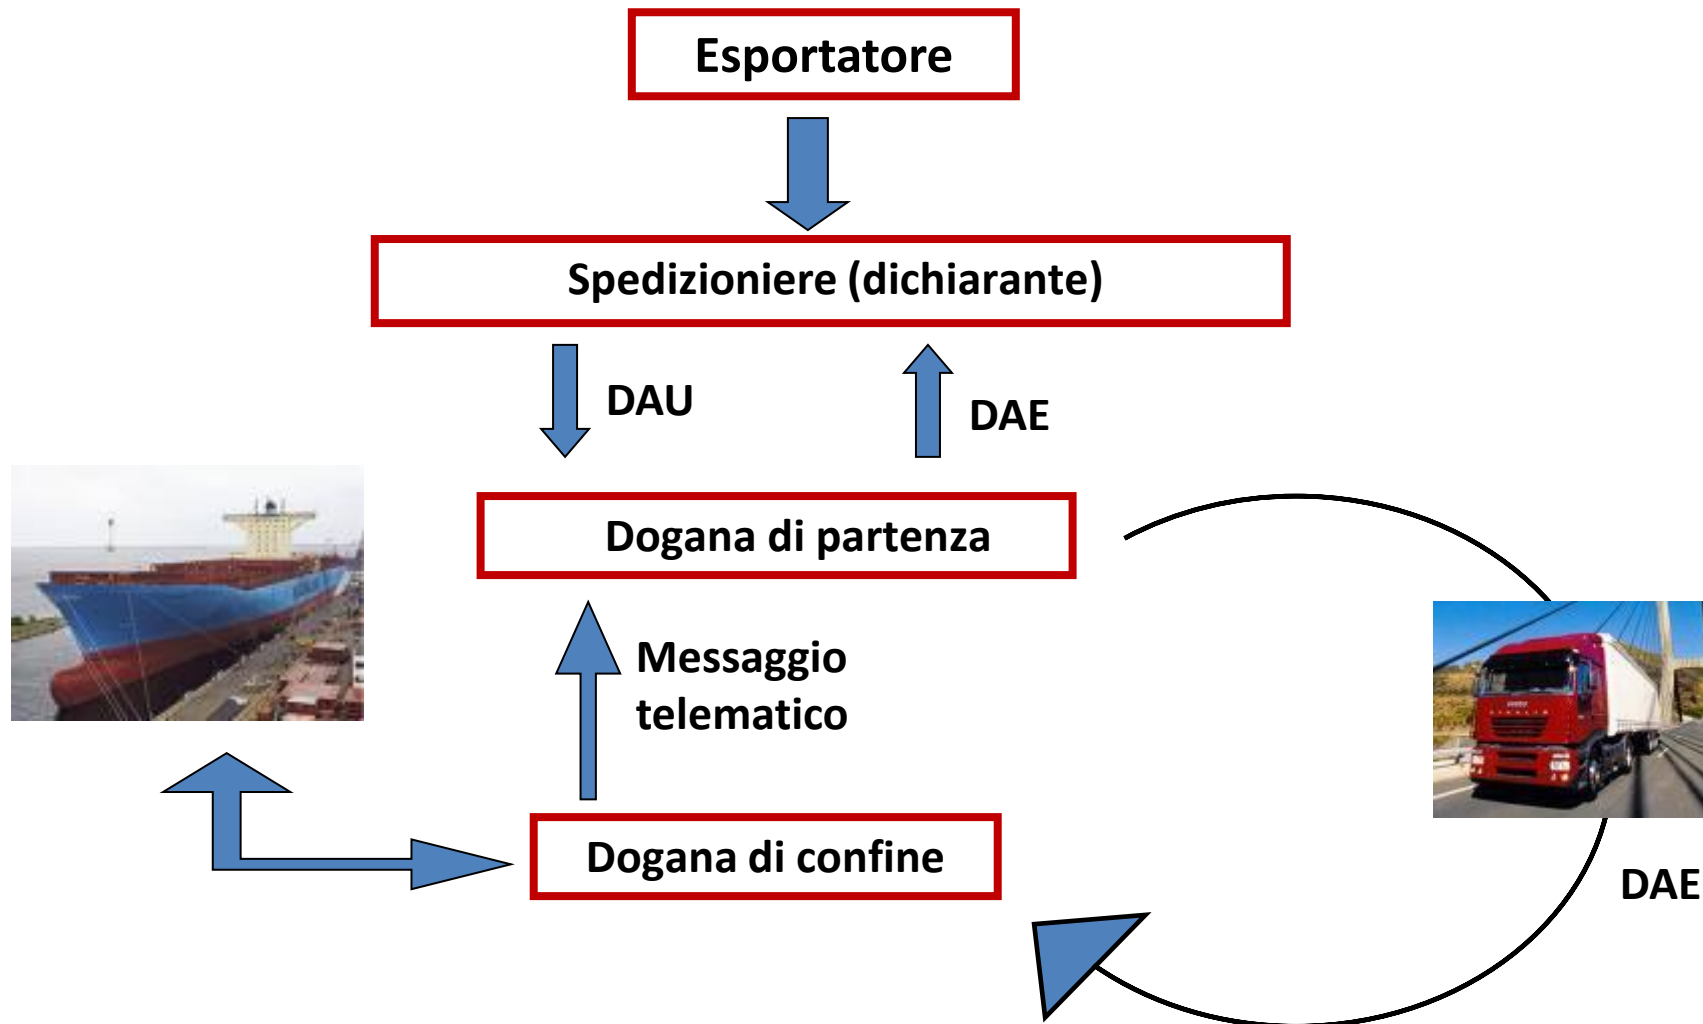 Esportatore
Spedizioniere (dichiarante)
DAU
DAE
Dogana di partenza
Messaggio
telematico
Dogana di confine
DAE